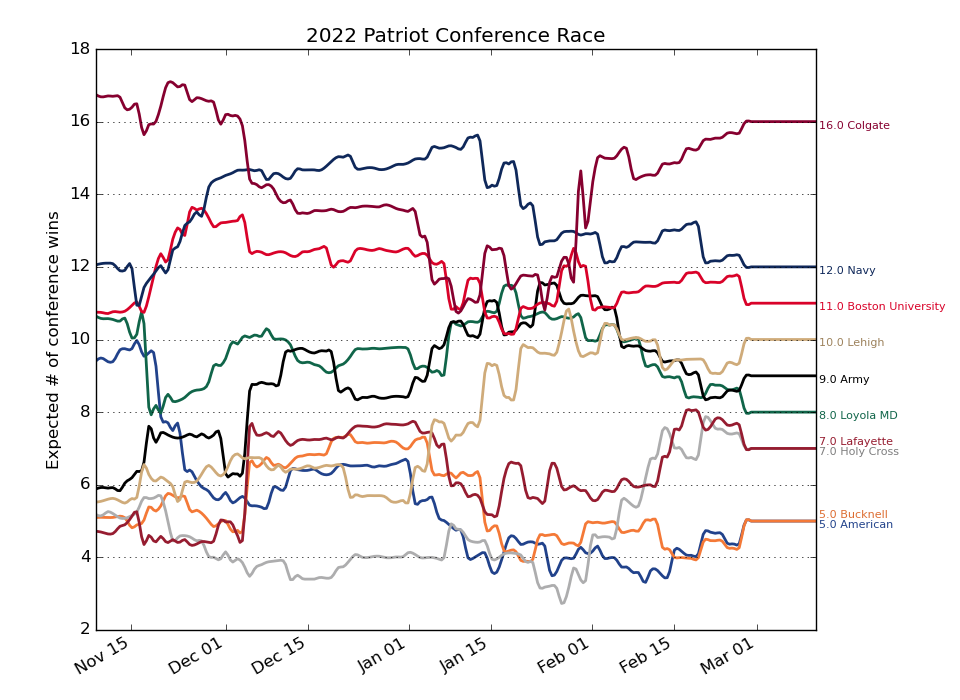 2022 Patriot Conference Race
Expected # of conference wins
18
16
14
12
10
8
6
4
2
Nov 15
Dec 01
Dec 15
Jan 01
Jan 15
Feb 01
Feb 15
Mar 01
16.0 Colgate
12.0 Navy
11.0 Boston University
10.0 Lehigh
9.0 Army
8.0 Loyola MD
7.0 Lafayette
7.0 Holy Cross
5.0 Bucknell
5.0 American